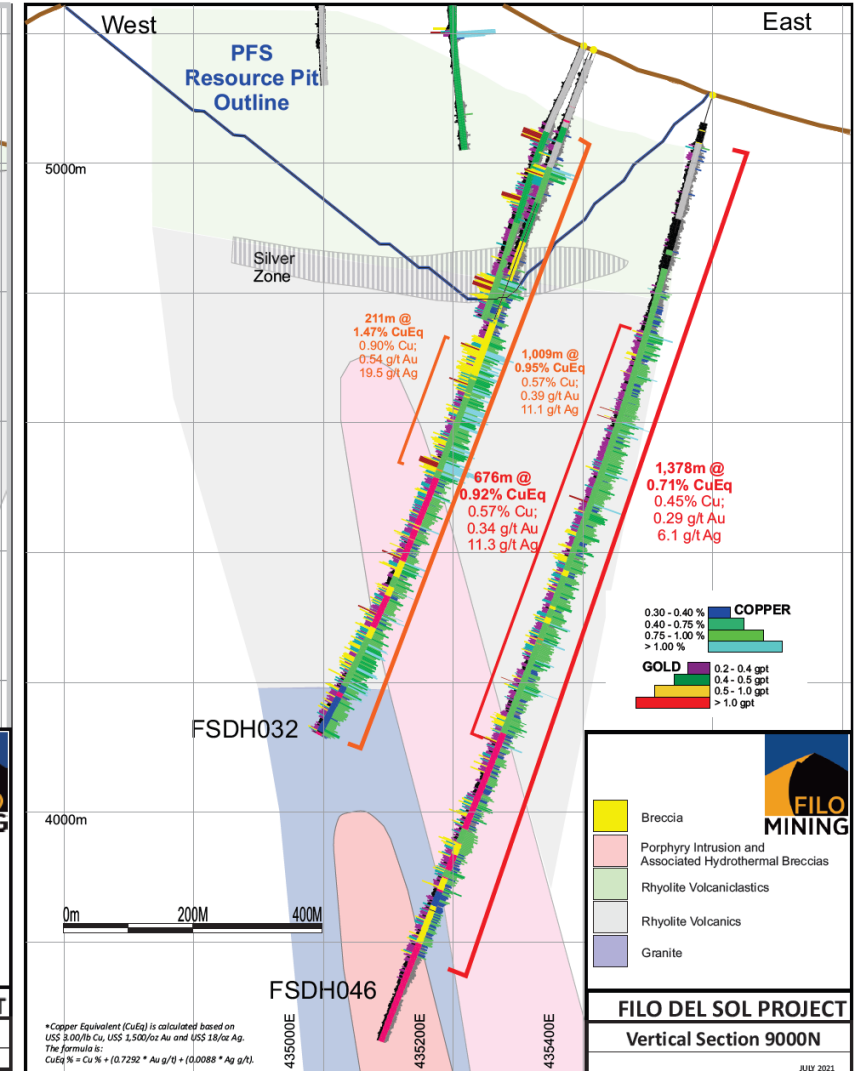 West
East
PFS
Resource Pit
Outline
5000m
Silver
Zone
211m @
1.47% CuEq
0.90% Cu;
0.54 g/t Au
19.5 g/t Ag
1,009m @
0.95% CuEq
0.57% Cu;
0.39 g/t Au
11.1 g/t Ag
676m @
0.92% CuEq
0.57% Cu;
0.34 g/t Au
11.3 g/t Ag
1,378m @
0.71% CuEq
0.45% Cu;
0.29 g/t Au
6.1 g/t Ag
0.30 - 0.40 %
COPPER
0.40 - 0.75 %
0.75 - 1.00 %
> 1.00 %
GOLD
0.2 - 0.4 gpt
0.4 - 0.5 gpt
0.5 - 1.0 gpt
> 1.0 gpt
FSDH032
4000m
FILO
MINING
Breccia
Porphyry Intrusion and
Associated Hydrothermal Breccias
Rhyolite Volcaniclastics
Rhyolite Volcanics
Granite
0m
200M
400M
FSDH046
435000E
435200E
435400E
*Copper Equivalent (CuEq) is calculated based on
US$ 3.00/lb Cu, US$ 1,500/oz Au and US$ 18/oz Ag.
The formula is:
CuEq % = Cu % + (0.7292 * Au g/t) + (0.0088 * Ag g/t).
FILO DEL SOL PROJECT
Vertical Section 9000N
JULY 2021
G
T